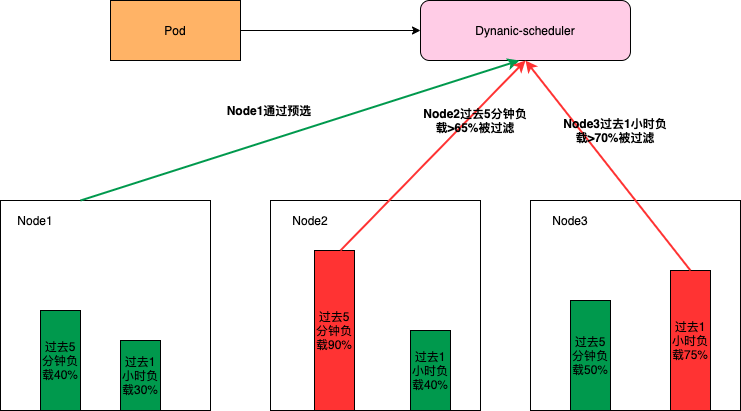 Pod
Dynanic-scheduler
Node1通过预选
Node2过去5分钟负
载>65%被过滤
Node3过去1小时负
载>70%被过滤
Node1
过去5
分钟负
载40%
过去1
小时负
载30%
Node2
过去5
分钟负
载90%
过去1
小时负
载40%
Node3
过去5
分钟负
载50%
过去1
小时负
载75%